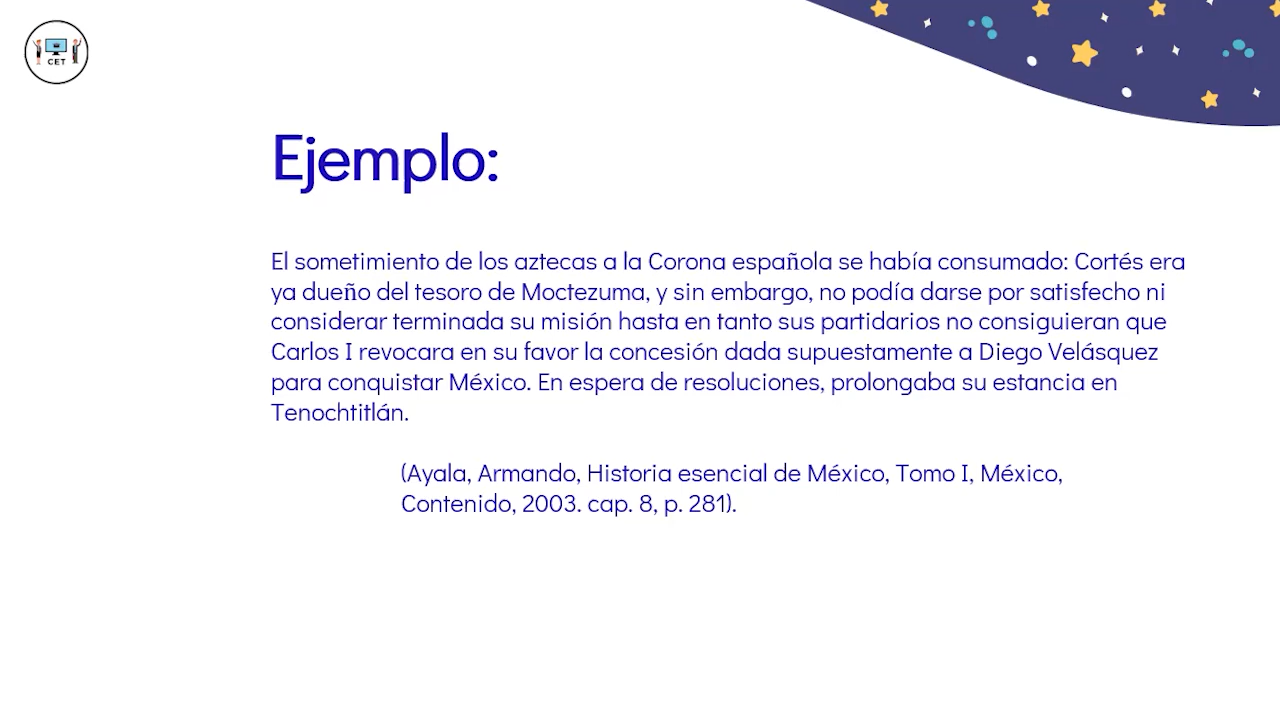 CET
Ejemplo:
El sometimiento de los aztecas a la Corona española se había consumado: Cortés era
ya dueño del tesoro de Moctezuma, y sin embargo, no podía darse por satisfecho ni
considerar terminada su misión hasta en tanto sus partidarios no consiguieran que
Carlos I revocara en su favor la concesión dada supuestamente a Diego Velásquez
para conquistar México. En espera de resoluciones, prolongaba su estancia en
Tenochtitlán.
(Ayala, Armando, Historia esencial de México, Tomo I, México,
Contenido, 2003. cap. 8, p. 281).